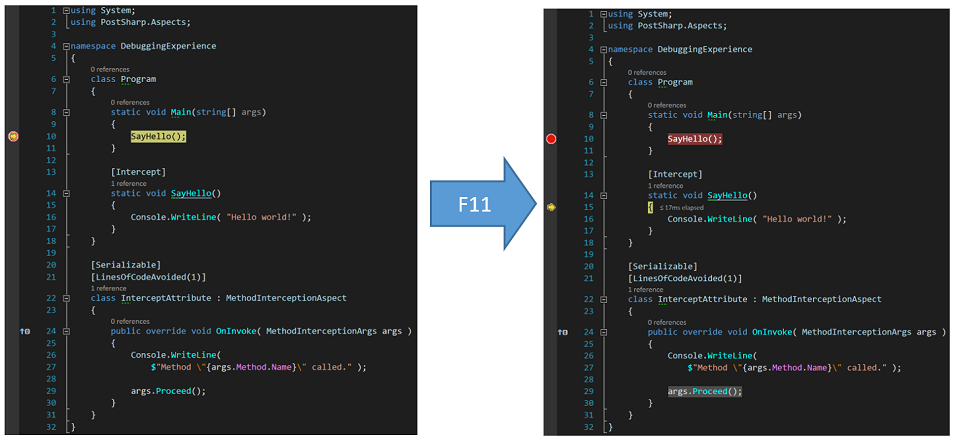 1 using System;
2 using PostSharp.Aspects;
3
4 namespace DebuggingExperience
5 {
0 references
6 class Program
7 {
0 references
8 static void Main(string[] args)
9 {
10 SayHello();
11 }
12
13 [Intercept]
1 reference
14 static void SayHello()
15 {
16 Console.WriteLine( "Hello world!" );
17 }
18 }
19
20 [Serializable]
21 [LinesOfCodeAvoided(1)]
1 reference
22 class InterceptAttribute : MethodInterceptionAspect
23 {
0 references
24 public override void OnInvoke( MethodInterceptionArgs args )
25 {
26 Console.WriteLine(
27 $"Method \"{args.Method.Name}\" called." );
28
29 args.Proceed();
30 }
31 }
32 }
F11
1 using System;
2 using PostSharp.Aspects;
3
4 namespace DebuggingExperience
5 {
0 references
6 class Program
7 {
0 references
8 static void Main(string[] args)
9 {
10 SayHello();
11 }
12
13 [Intercept]
1 reference
14 static void SayHello()
15 { ≤ 17ms elapsed
16 Console.WriteLine( "Hello world!" );
17 }
18 }
19
20 [Serializable]
21 [LinesOfCodeAvoided(1)]
1 reference
22 class InterceptAttribute : MethodInterceptionAspect
23 {
0 references
24 public override void OnInvoke( MethodInterceptionArgs args )
25 {
26 Console.WriteLine(
27 $"Method \"{args.Method.Name}\" called." );
28
29 args.Proceed();
30 }
31 }
32 }